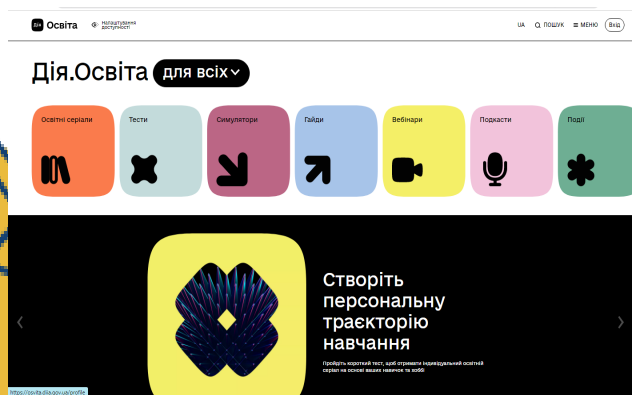 Дія Освіта
Налаштування
доступності
UA
ПОШУК
МЕНЮ
Вхід
Дія.Освіта для всіх
Освітні серіали
Тести
Симулятори
Гайди
Вебінари
Подкасти
Події
Створіть
персональну
траєкторію
навчання
Пройдіть короткий тест, щоб отримати індивідуальний освітній
серіал на основі ваших навичок та хоббі
https://osvita.diia.gov.ua/profile